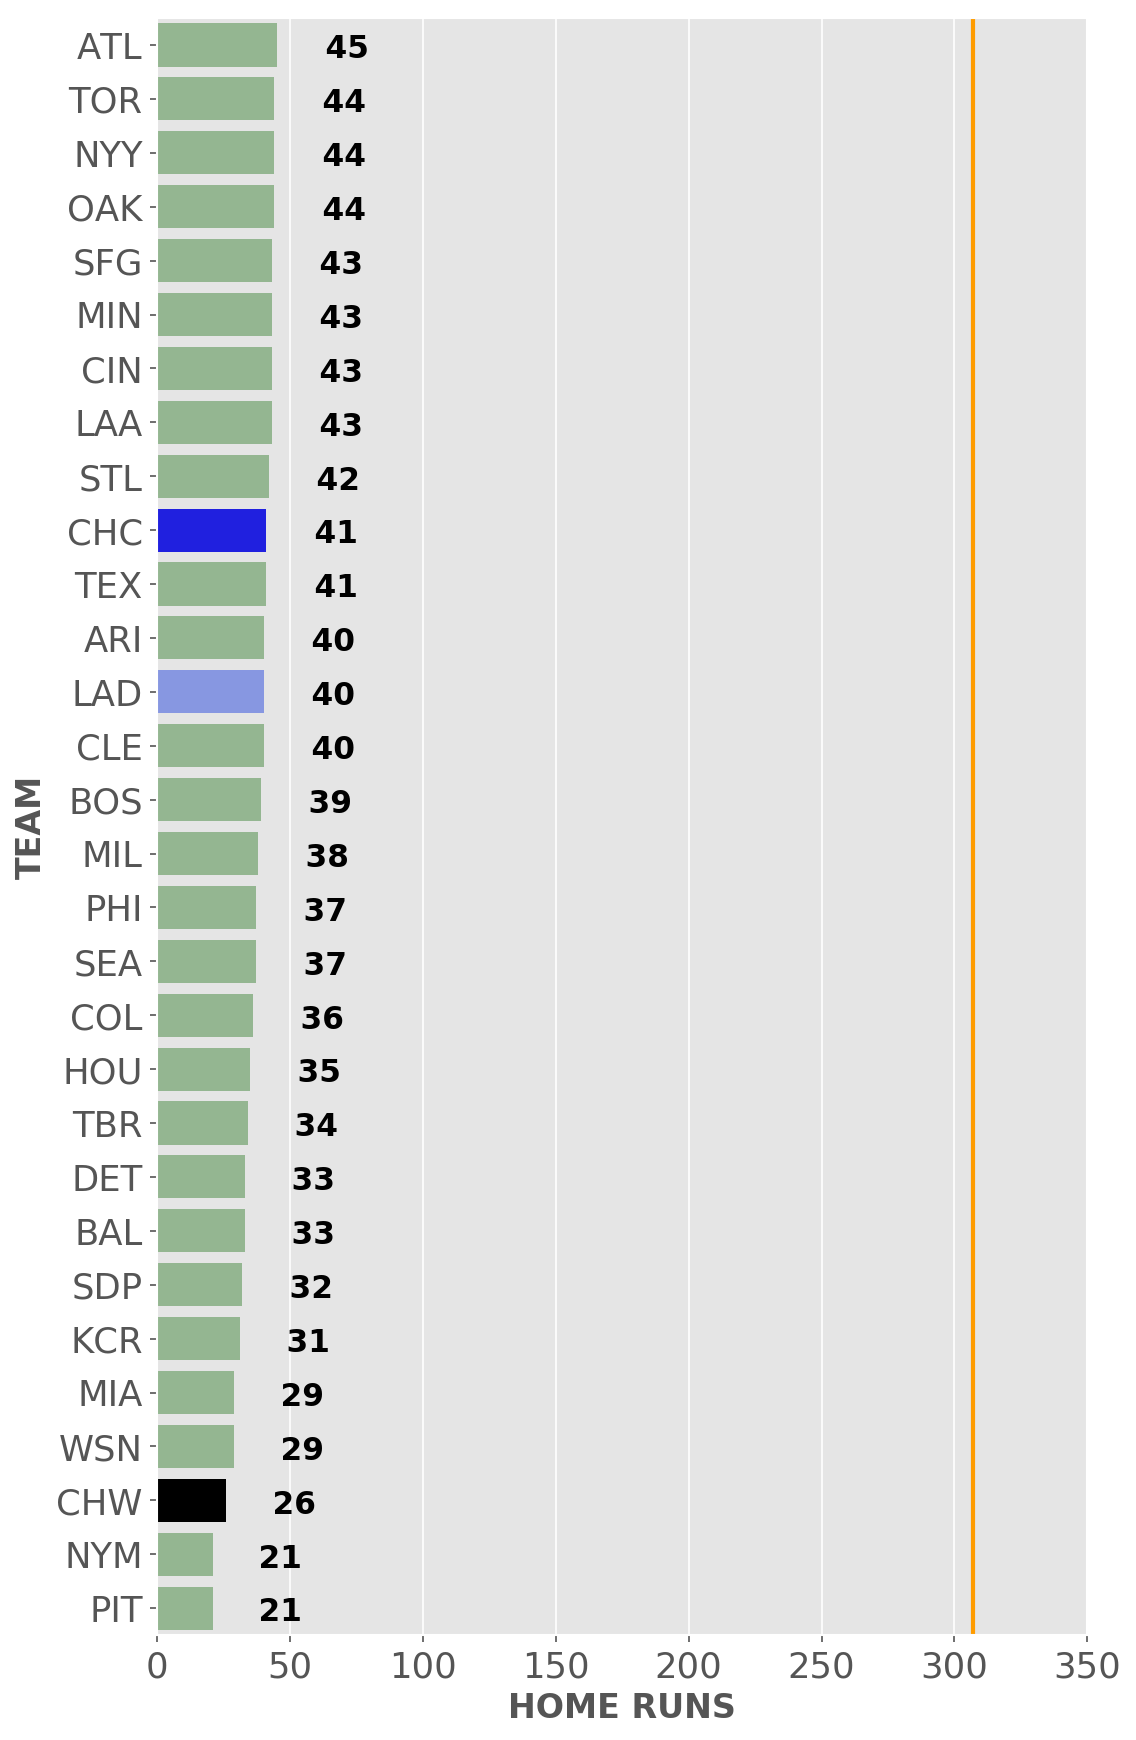 ATL 45
TOR 44
NYY 44
OAK 44
SFG 43
MIN 43
CIN 43
LAA 43
STL 42
CHC 41
TEX 41
ARI 40
LAD 40
CLE 40
BOS 39
MIL 38
PHI 37
SEA 37
COL 36
HOU 35
TBR 34
DET 33
BAL 33
SDP 32
KCR 31
MIA 29
WSN 29
CHW 26
NYM 21
PIT 21
TEAM
0 50 100 150 200 250 300 350
HOME RUNS